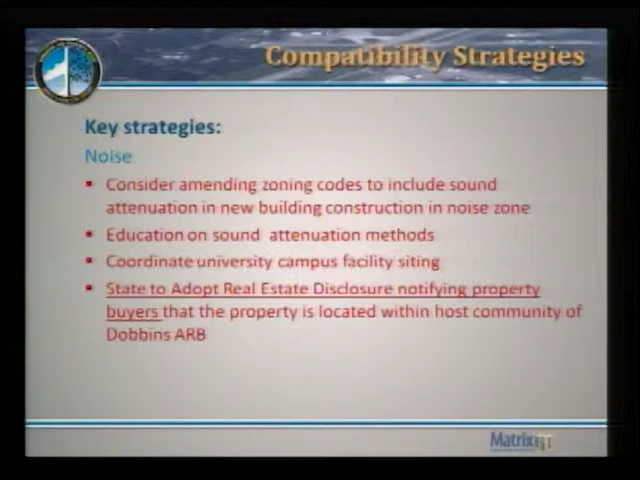 Compatibility Strategies
Key strategies:
Noise
▪ Consider amending zoning codes to include sound
attenuation in new building construction in noise zone
▪ Education on sound attenuation methods
▪ Coordinate university campus facility siting
▪ State to Adopt Real Estate Disclosure notifying property
buyers that the property is located within host community of
Dobbins ARB
Matrix